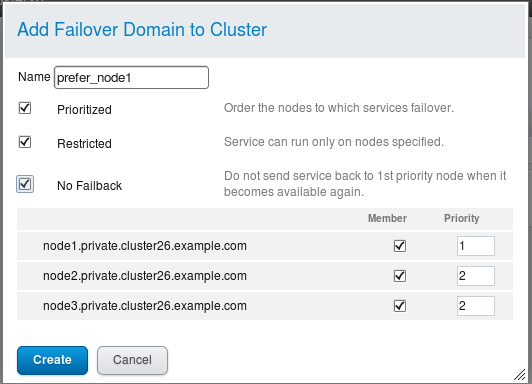 Add Failover Domain to Cluster
Name prefer_node1
Prioritized Order the nodes to which services failover.
Restricted Service can run only on nodes specified.
No Failback Do not send service back to 1st priority node when it
becomes available again.
Member Priority
node1.private.cluster26.example.com 1
node2.private.cluster26.example.com 2
node3.private.cluster26.example.com 2
Create Cancel